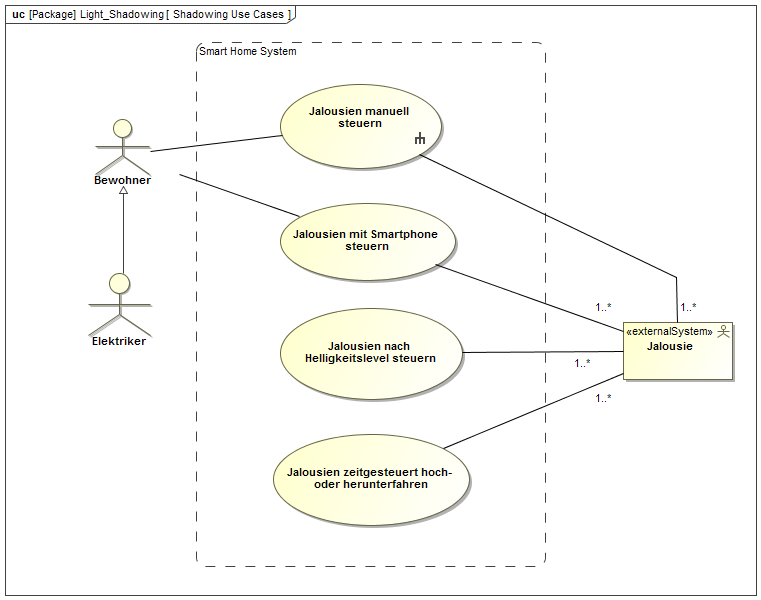 uc [Package] Light_Shadowing [ Shadowing Use Cases ]
Smart Home System
Jalousien manuell
steuern
Bewohner
Jalousien mit Smartphone
steuern
Elektriker
1..*
1..*
«externalSystem»
Jalousie
Jalousien nach
Helligkeitslevel steuern
1..*
1..*
Jalousien zeitgesteuert hoch-
oder herunterfahren